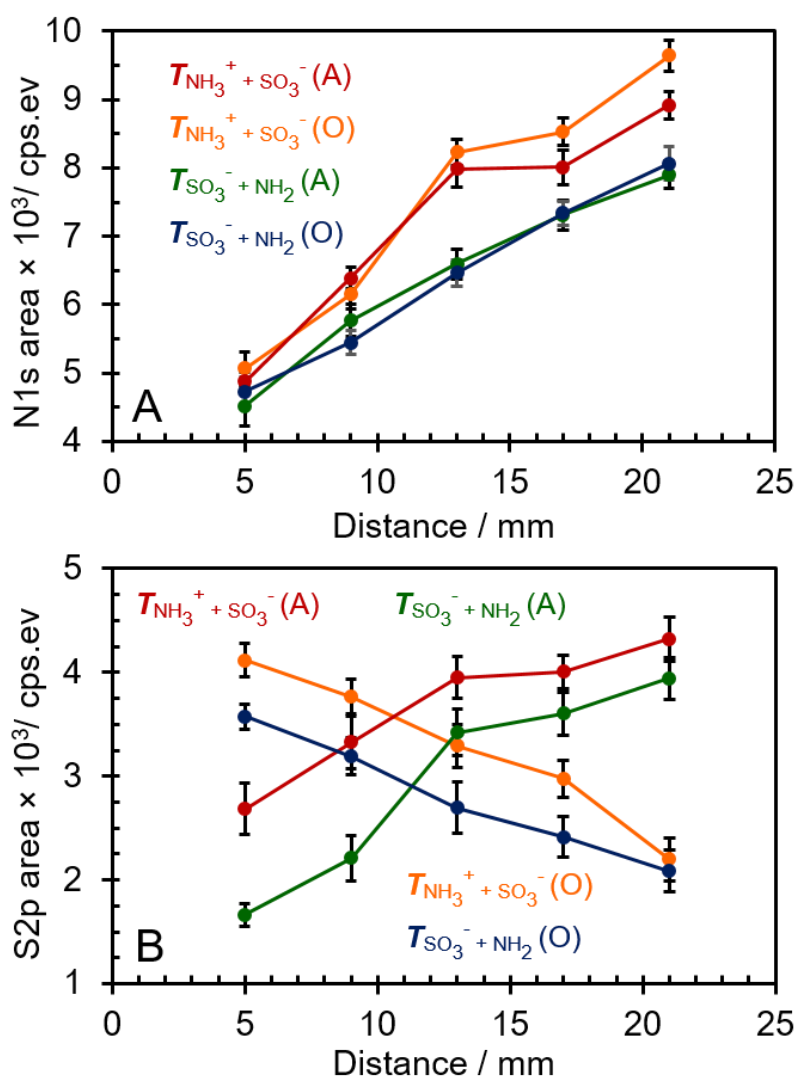 10
9
8
7
6
5
4
N1s area × 10³/ cps.ev
T NH₃⁺ + SO₃⁻ (A)
T NH₃⁺ + SO₃⁻ (O)
T SO₃⁻ + NH₂ (A)
T SO₃⁻ + NH₂ (O)
A
0 5 10 15 20 25
Distance / mm
5
4
3
2
1
S2p area × 10³/ cps.ev
T NH₃⁺ + SO₃⁻ (A) T SO₃⁻ + NH₂ (A)
T NH₃⁺ + SO₃⁻ (O)
T SO₃⁻ + NH₂ (O)
B
0 5 10 15 20 25
Distance / mm